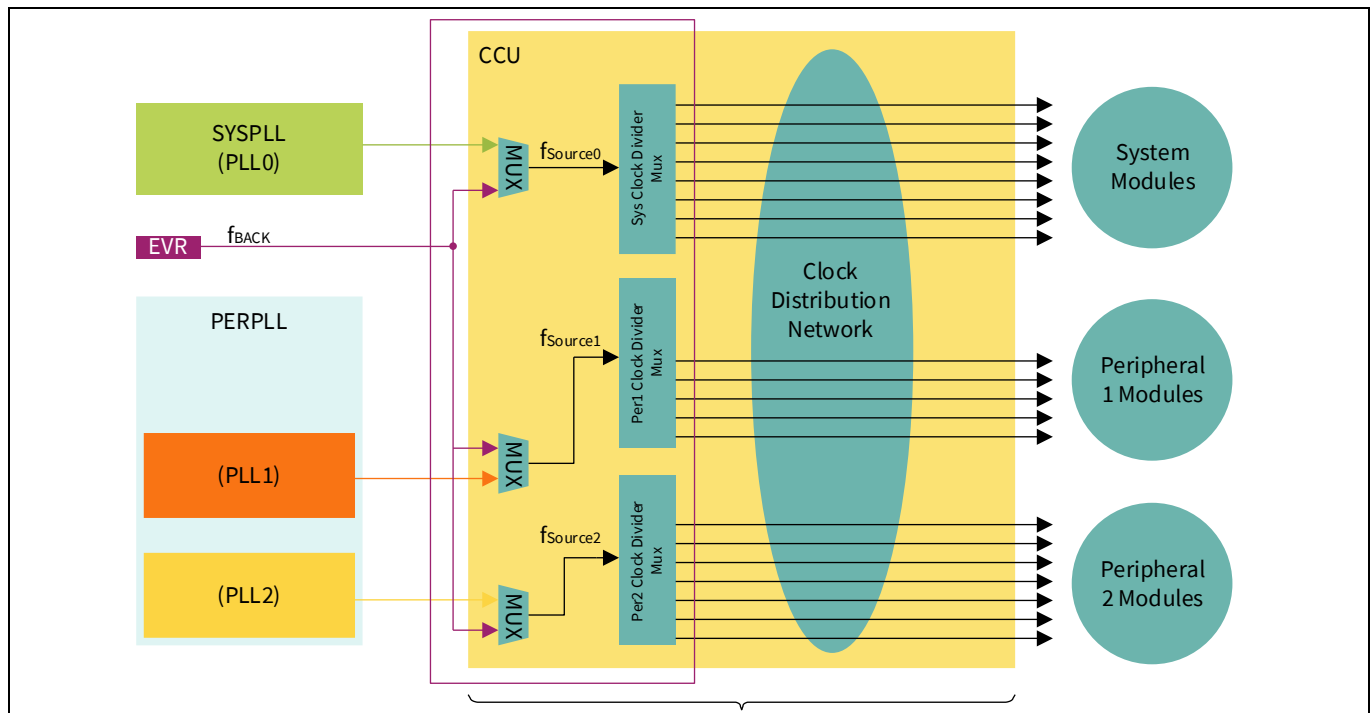 CCU
SYSPLL
(PLL0)
MUX
fSource0
Sys Clock Divider
Mux
System
Modules
EVR
fBACK
Clock
Distribution
Network
PERPLL
fSource1
Per1 Clock Divider
Mux
Peripheral
1 Modules
(PLL1)
MUX
fSource2
Per2 Clock Divider
Mux
(PLL2)
MUX
Peripheral
2 Modules